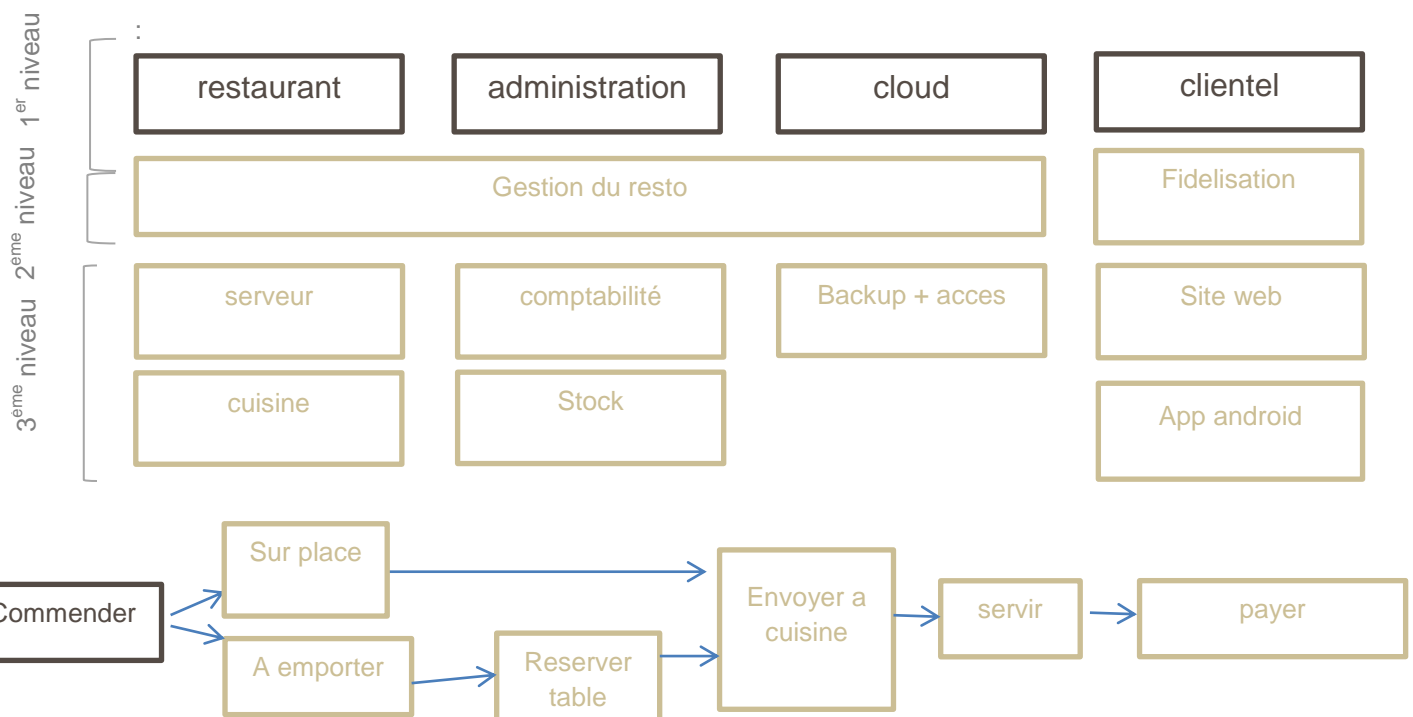 :
1er niveau
restaurant
administration
cloud
clientel
2ème niveau
Gestion du resto
Fidelisation
3ème niveau
serveur
comptabilité
Backup + acces
Site web
cuisine
Stock
App android
Commender
Sur place
A emporter
Reserver
table
Envoyer a
cuisine
servir
payer